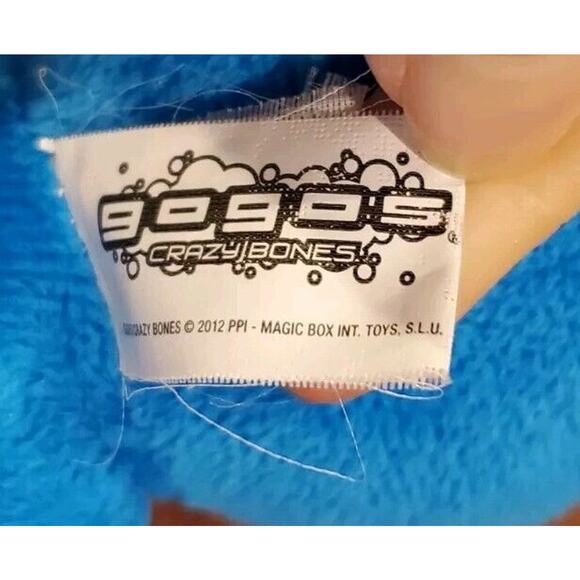 gogo's
CRAZY BONES
CRAZY BONES © 2012 PPI - MAGIC BOX INT. TOYS, S.L.U.